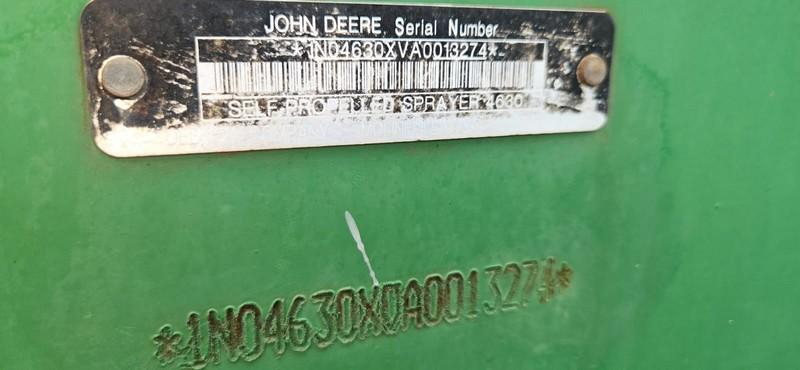 JOHN DEERE Serial Number
*1N04630XVA0013274*
SELF-PROPELLED SPRAYER 4630
*1N04630X0A0013274*